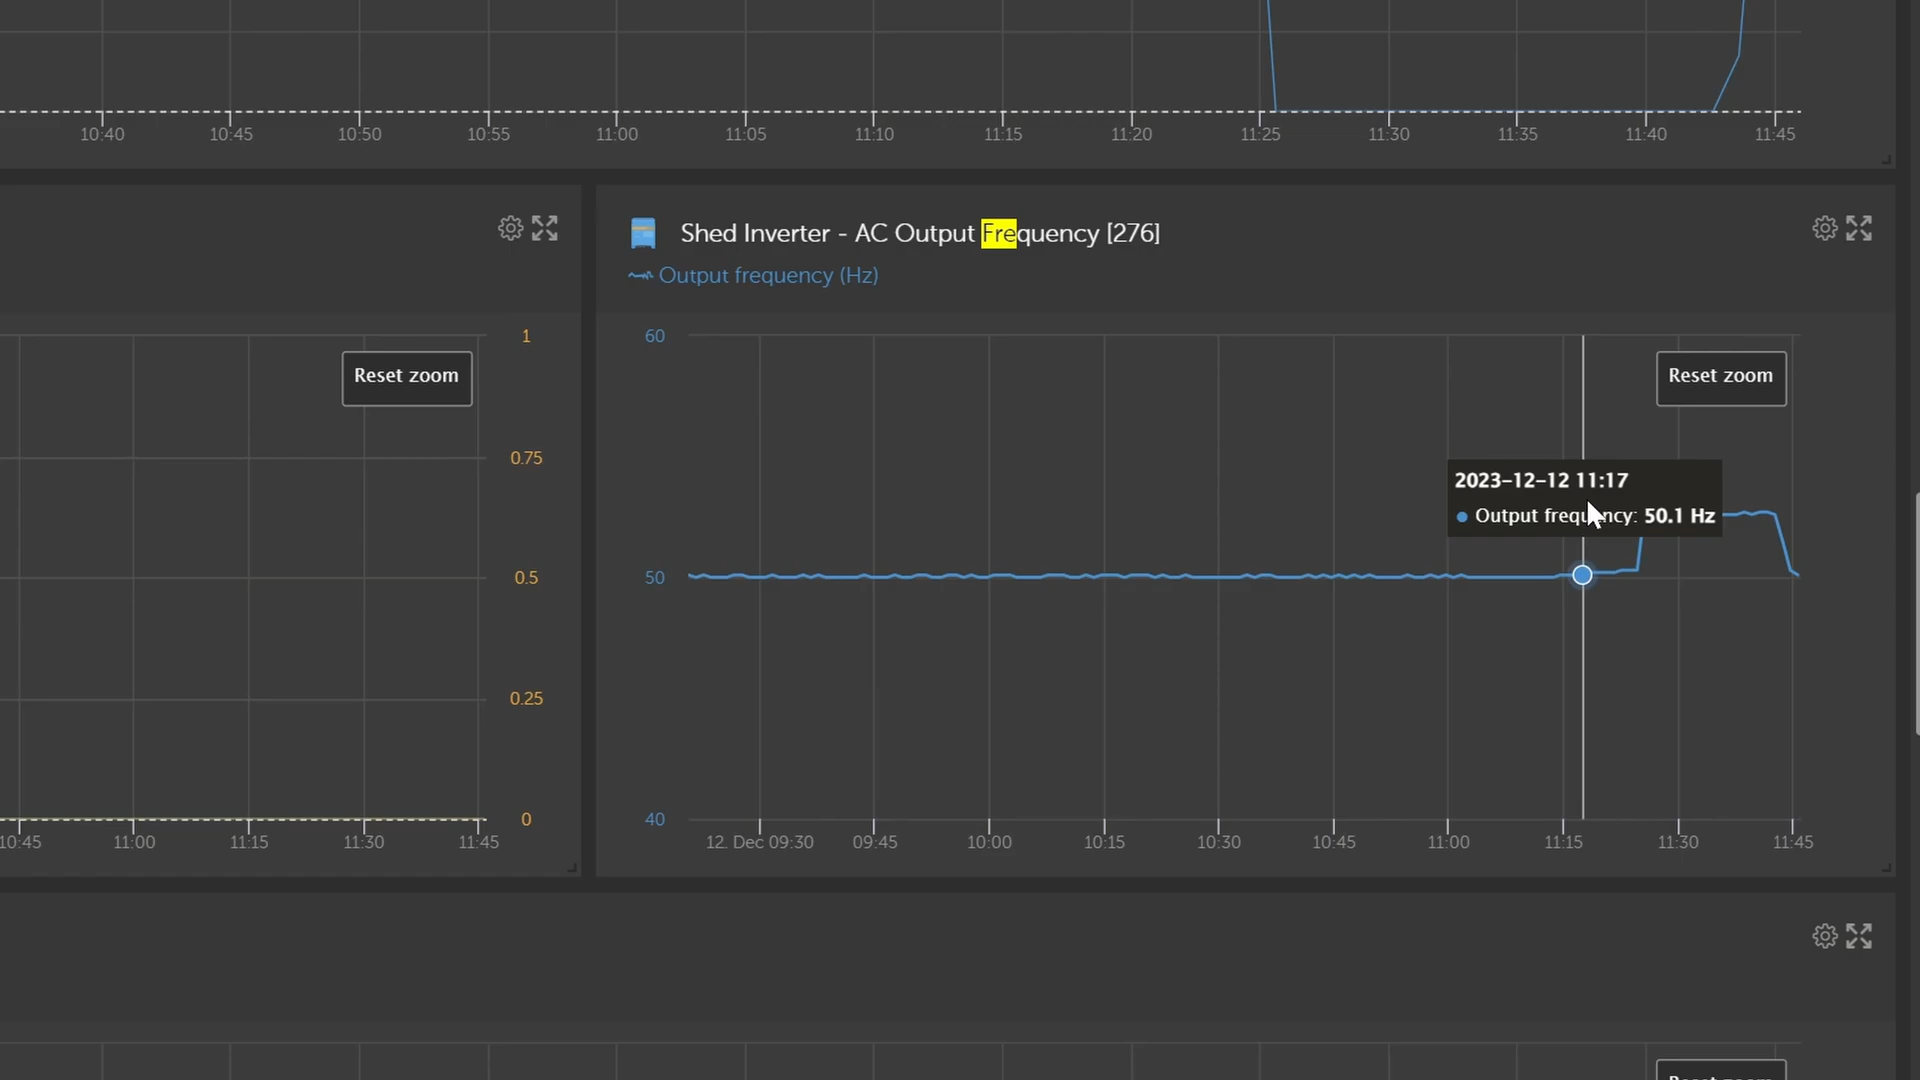 10:40 10:45 10:50 10:55 11:00 11:05 11:10 11:15 11:20 11:25 11:30 11:35 11:40 11:45
Shed Inverter - AC Output Frequency [276]
Output frequency (Hz)
1
Reset zoom
0.75
0.5
0.25
0
10:45 11:00 11:15 11:30 11:45
60
Reset zoom
2023-12-12 11:17
Output frequency: 50.1 Hz
50
40
12. Dec 09:30 09:45 10:00 10:15 10:30 10:45 11:00 11:15 11:30 11:45
Reset zoom